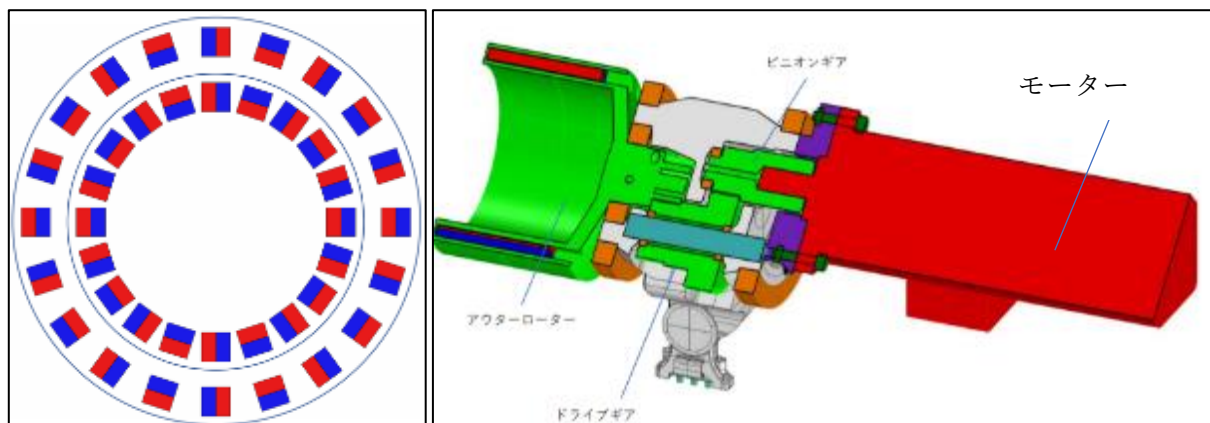 ピニオンギア
モーター
アウターローター
ドライブギア